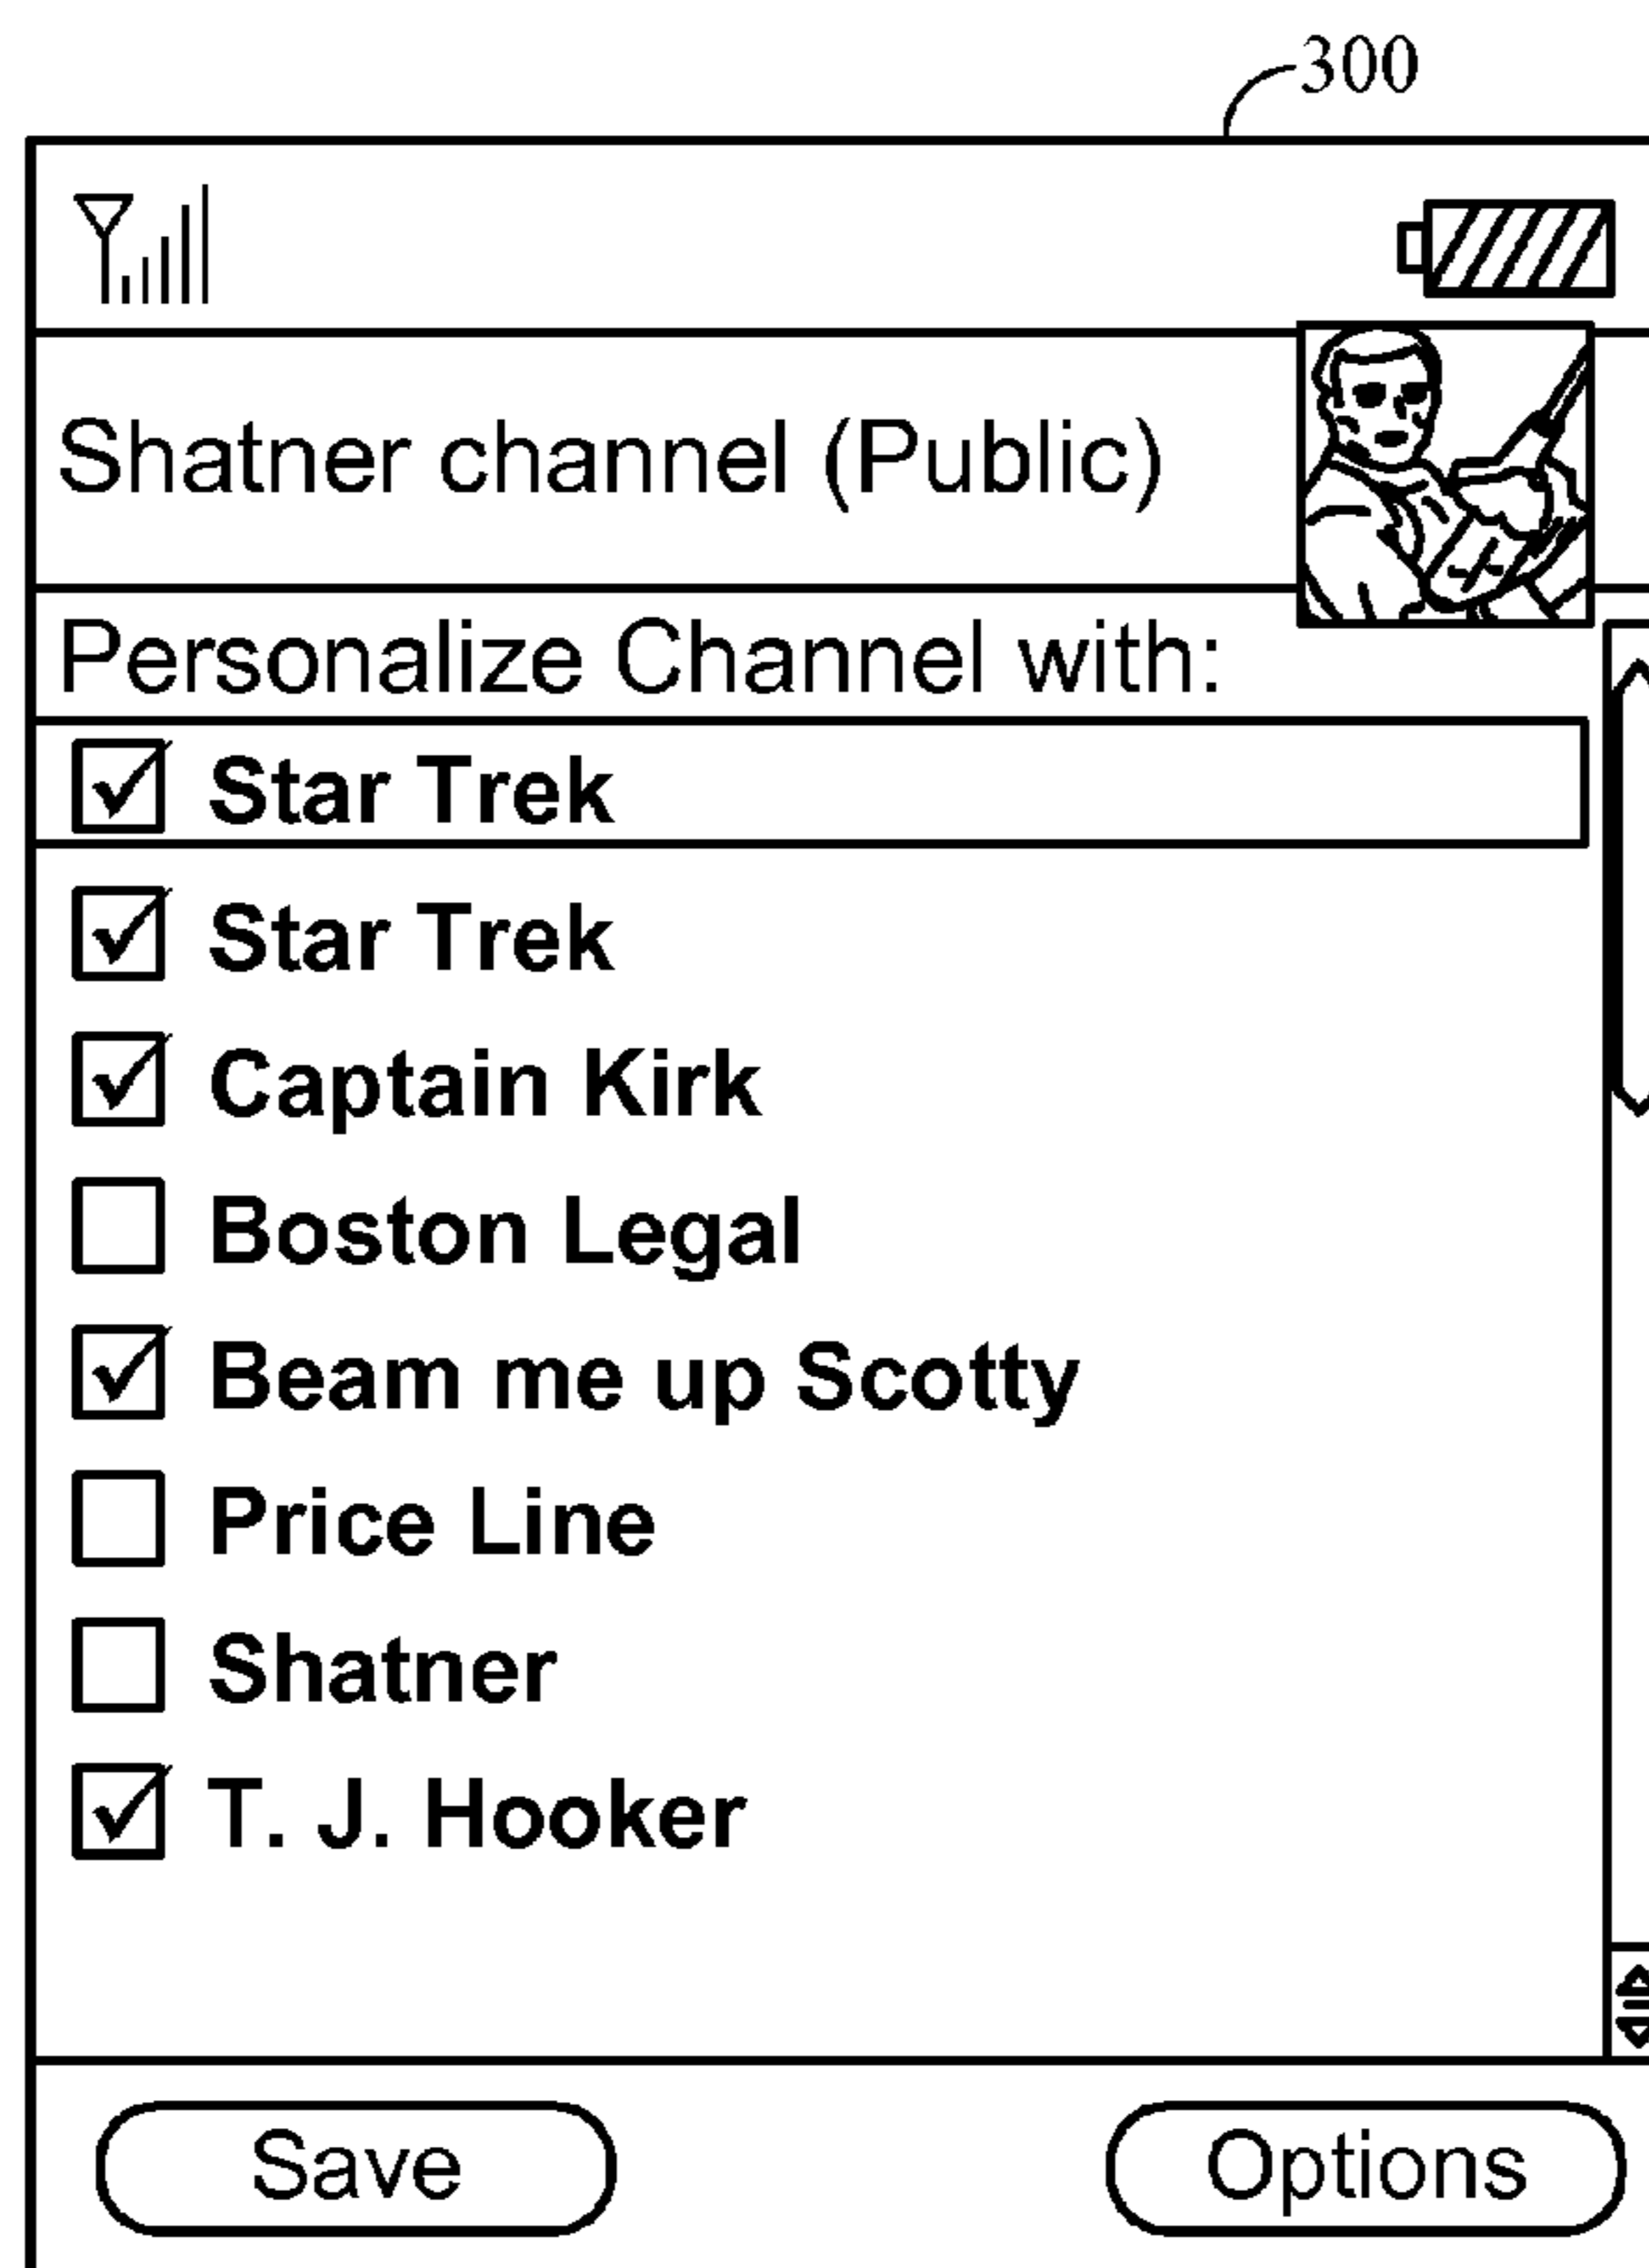 300
Shatner channel (Public)
Personalize Channel with:
Star Trek
Star Trek
Captain Kirk
Boston Legal
Beam me up Scotty
Price Line
Shatner
T. J. Hooker
Save
Options